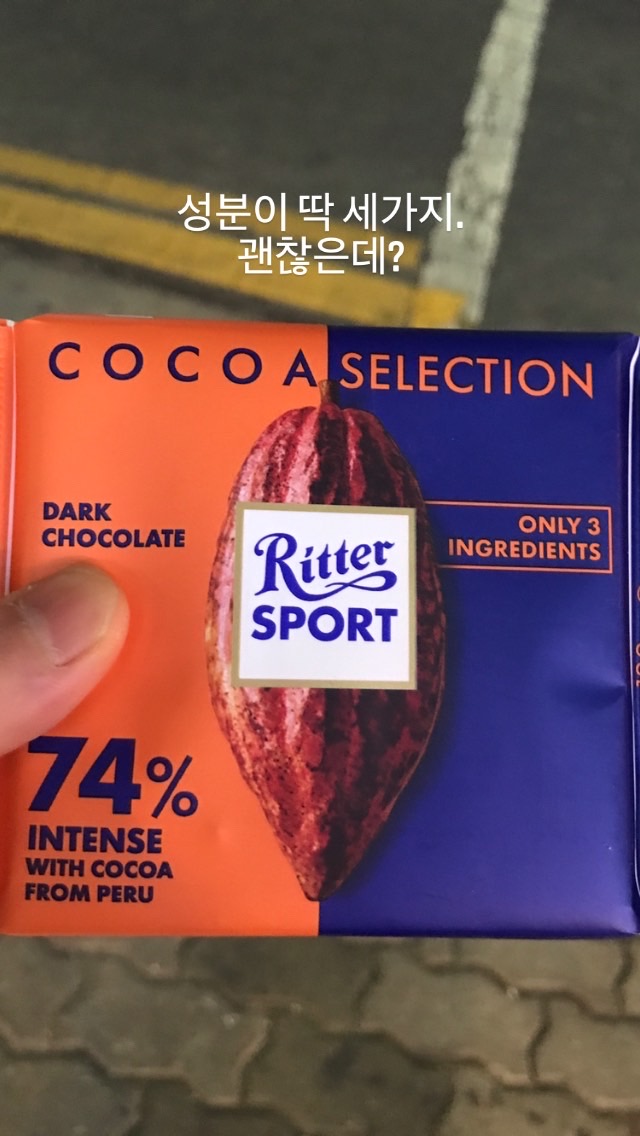 성분이 딱 세가지.
괜찮은데?
COCOA SELECTION
DARK
CHOCOLATE
ONLY 3
INGREDIENTS
Ritter
SPORT
74%
INTENSE
WITH COCOA
FROM PERU